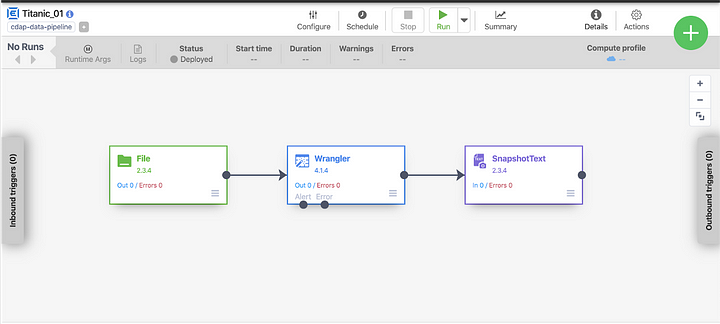 Titanic_01
cdap-data-pipeline
Configure
Schedule
Stop
Run
Summary
Details
Actions
No Runs
Runtime Args
Logs
Status
Deployed
Start time
--
Duration
--
Warnings
--
Errors
--
Compute profile
--
Inbound triggers (0)
File
2.3.4
Out 0 / Errors 0
Wrangler
4.1.4
Out 0 / Errors 0
Alert Error
SnapshotText
2.3.4
In 0 / Errors 0
Outbound triggers (0)